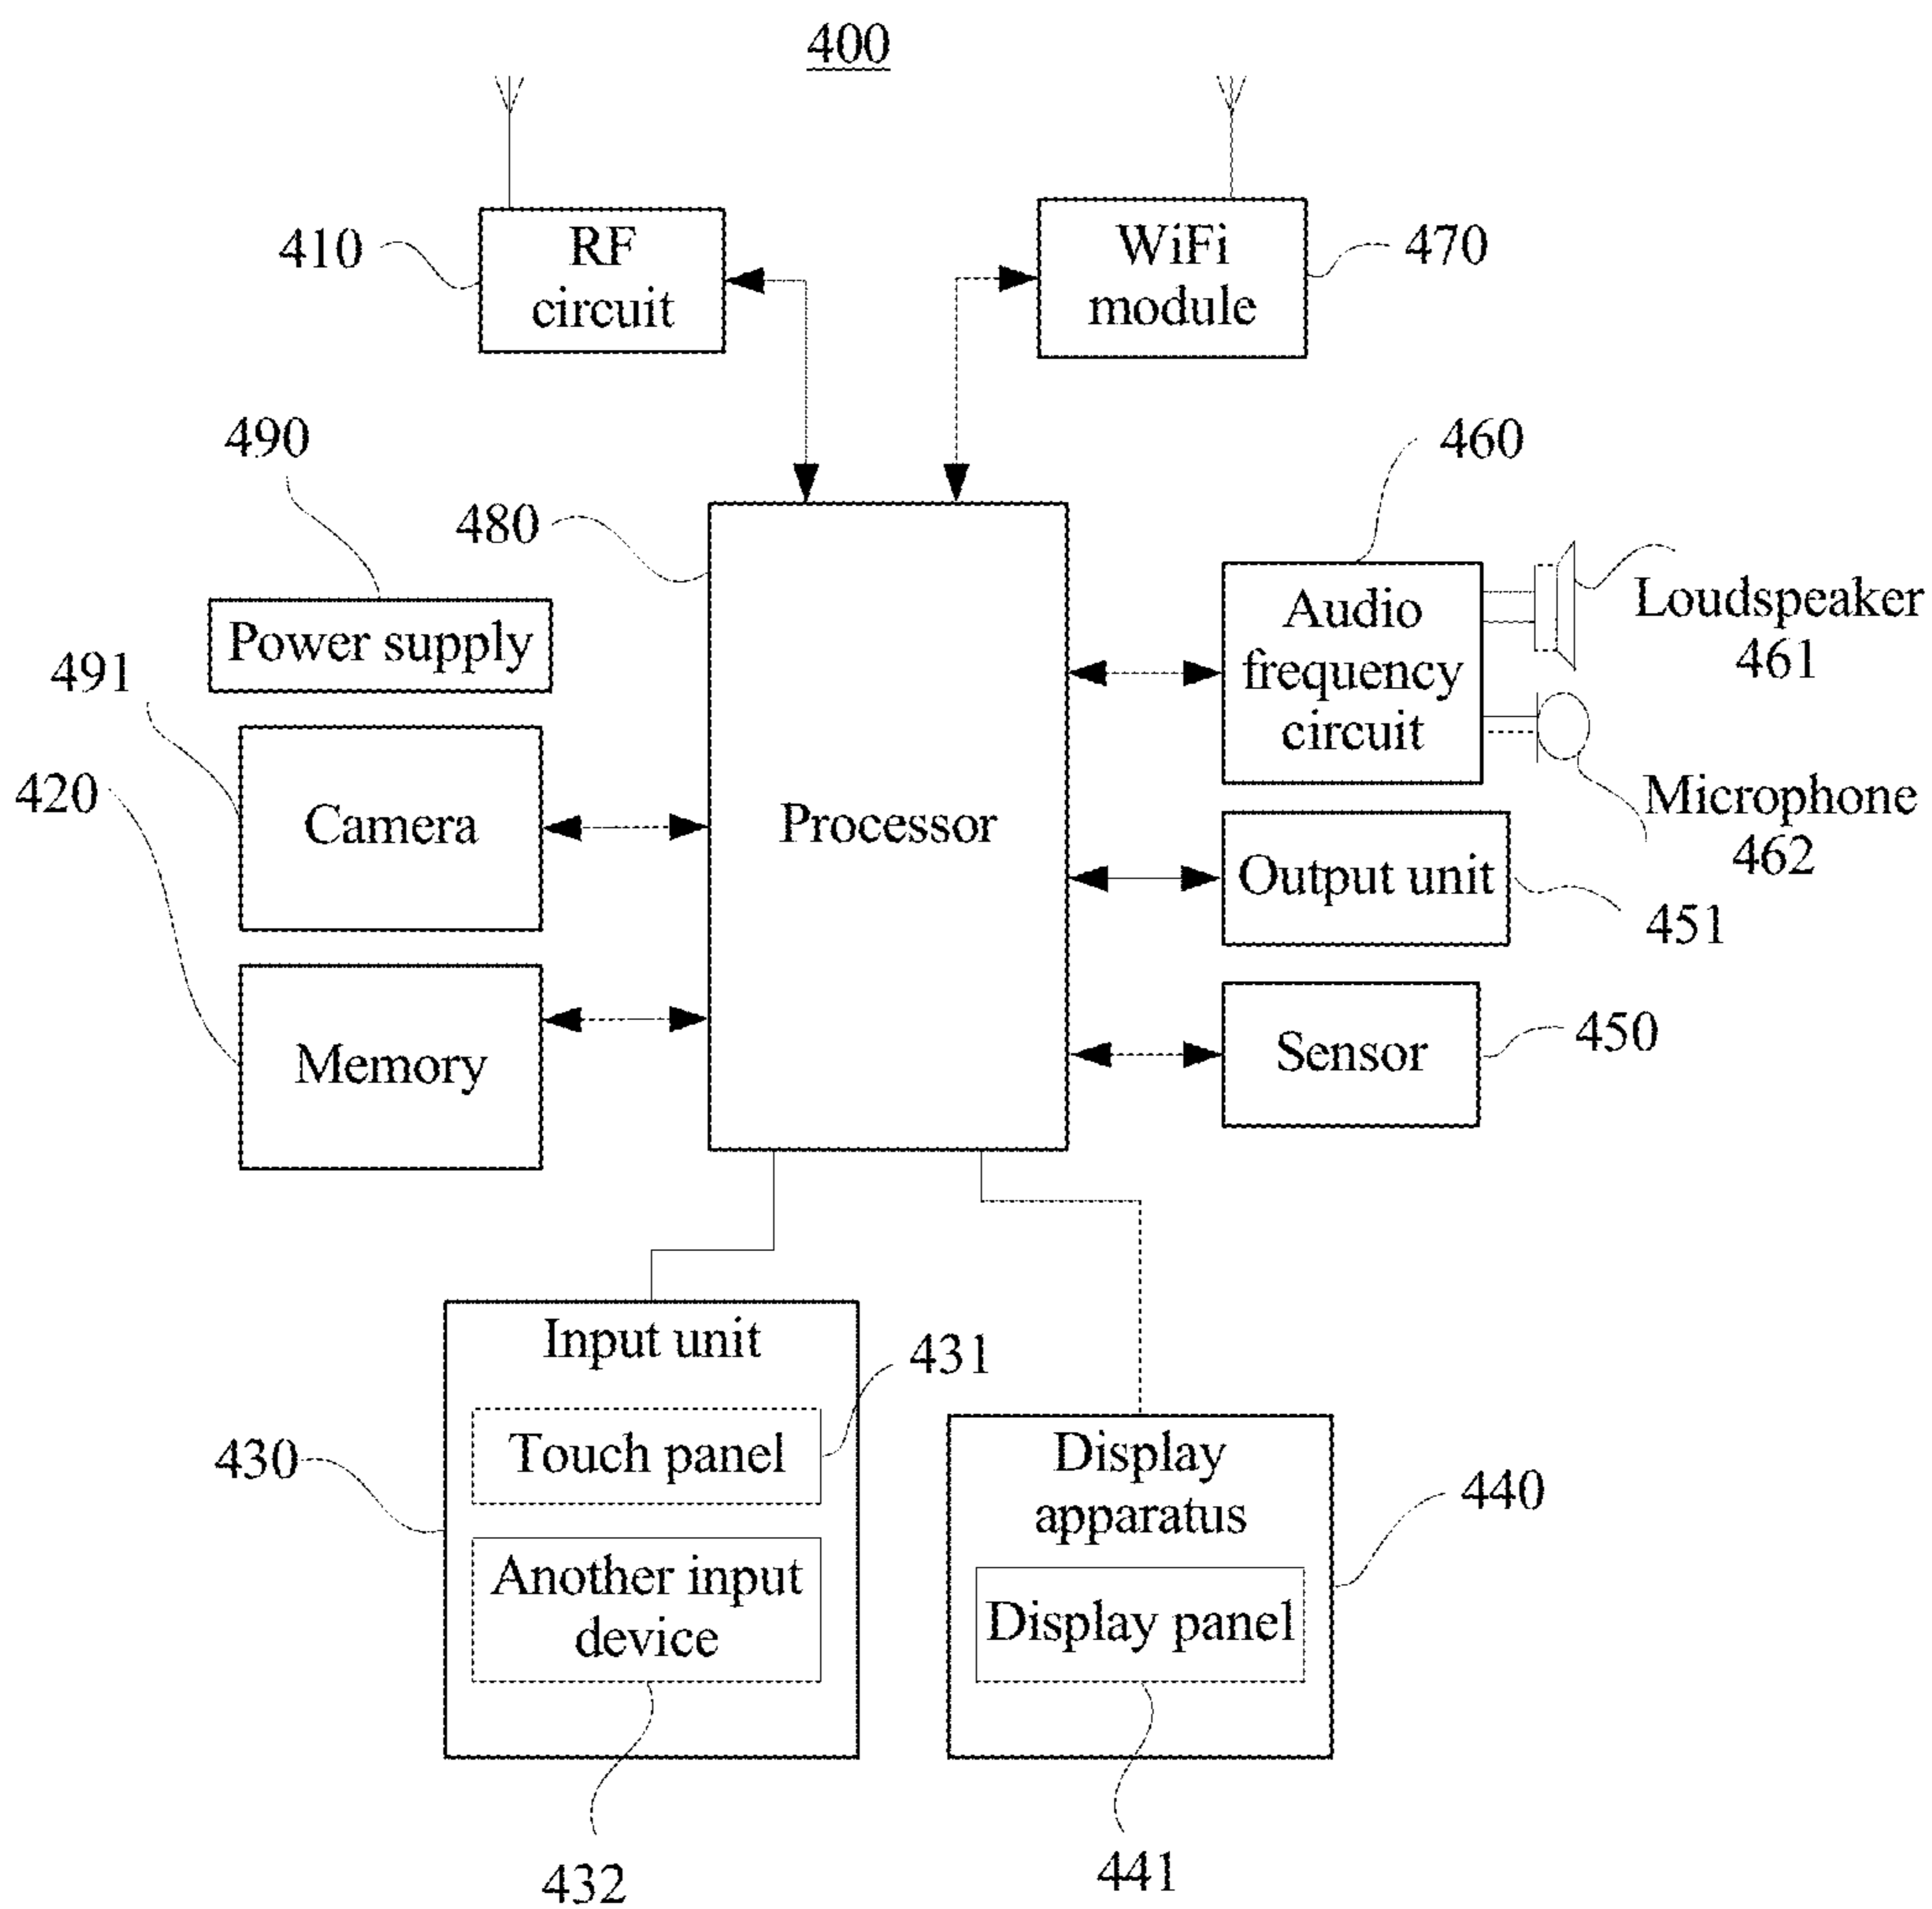 400
410
RF
circuit
WiFi
module
470
490
480
460
Power supply
491
Audio
frequency
circuit
Loudspeaker
461
420
Camera
Processor
Microphone
462
Output unit
451
Memory
Sensor
450
Input unit
431
Touch panel
430
Another input
device
432
Display
apparatus
440
Display panel
441